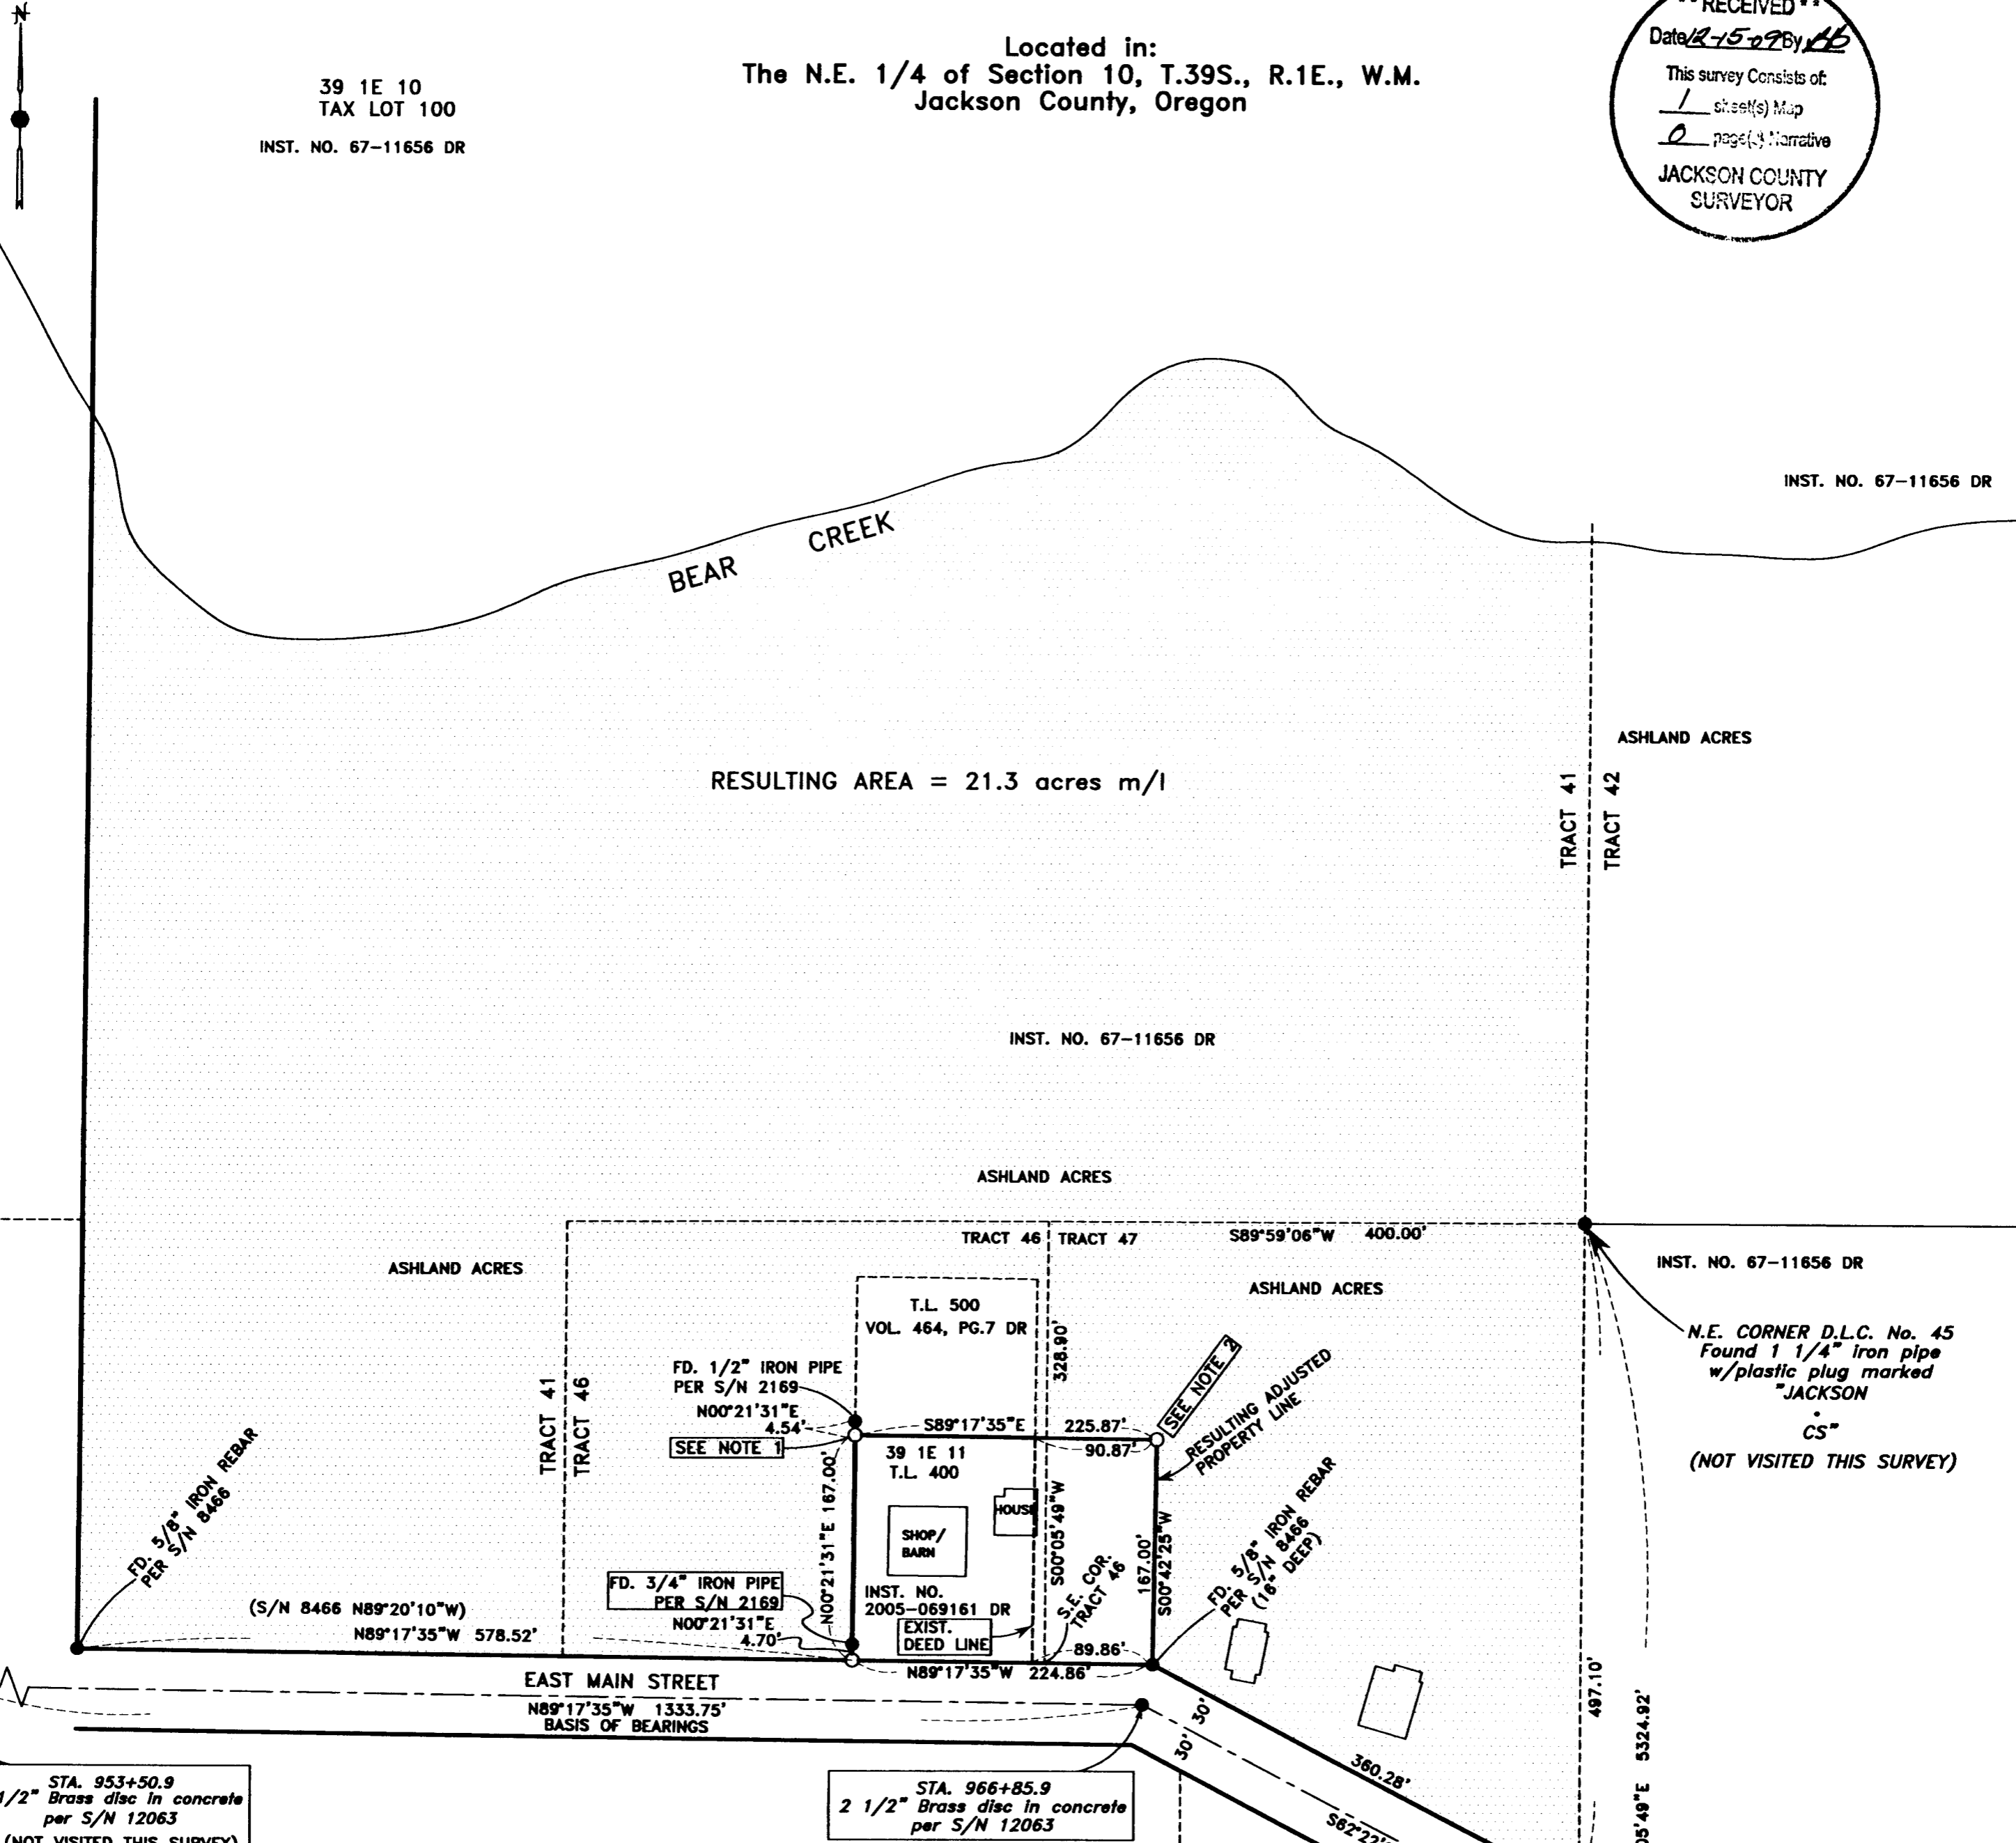 N
Located in:
The N.E. 1/4 of Section 10, T.39S., R.1E., W.M.
Jackson County, Oregon
* * RECEIVED * *
Date 12-15-09 By
This survey Consists of:
1 sheet(s) Map
0 page(s) Narrative
JACKSON COUNTY
SURVEYOR
39 1E 10
TAX LOT 100
INST. NO. 67-11656 DR
INST. NO. 67-11656 DR
BEAR CREEK
ASHLAND ACRES
RESULTING AREA = 21.3 acres m/l
TRACT 41
TRACT 42
INST. NO. 67-11656 DR
ASHLAND ACRES
TRACT 46
TRACT 47
S89°59'06"W 400.00'
ASHLAND ACRES
ASHLAND ACRES
INST. NO. 67-11656 DR
T.L. 500
VOL. 464, PG.7 DR
328.90'
N.E. CORNER D.L.C. No. 45
Found 1 1/4" iron pipe
w/plastic plug marked
"JACKSON
•
CS"
(NOT VISITED THIS SURVEY)
FD. 1/2" IRON PIPE
PER S/N 2169
N00°21'31"E
4.54'
SEE NOTE 1
TRACT 41
TRACT 46
S89°17'35"E 225.87'
90.87'
SEE NOTE 2
RESULTING ADJUSTED
PROPERTY LINE
39 1E 11
T.L. 400
HOUSE
SHOP/
BARN
N00°21'31"E 167.00'
S00°05'49"W
167.00'
S00°42'25"W
S.E. COR.
TRACT 46
FD. 5/8" IRON REBAR
PER S/N 8466
(16" DEEP)
FD. 5/8" IRON REBAR
PER S/N 8466
FD. 3/4" IRON PIPE
PER S/N 2169
N00°21'31"E
4.70'
INST. NO.
2005-069161 DR
EXIST.
DEED LINE
(S/N 8466 N89°20'10"W)
N89°17'35"W 578.52'
89.86'
N89°17'35"W 224.86'
EAST MAIN STREET
N89°17'35"W 1333.75'
BASIS OF BEARINGS
30'
30'
360.28'
S62°22'
497.10'
05'49"E 5324.92'
STA. 953+50.9
1/2" Brass disc in concrete
per S/N 12063
(NOT VISITED THIS SURVEY)
STA. 966+85.9
2 1/2" Brass disc in concrete
per S/N 12063